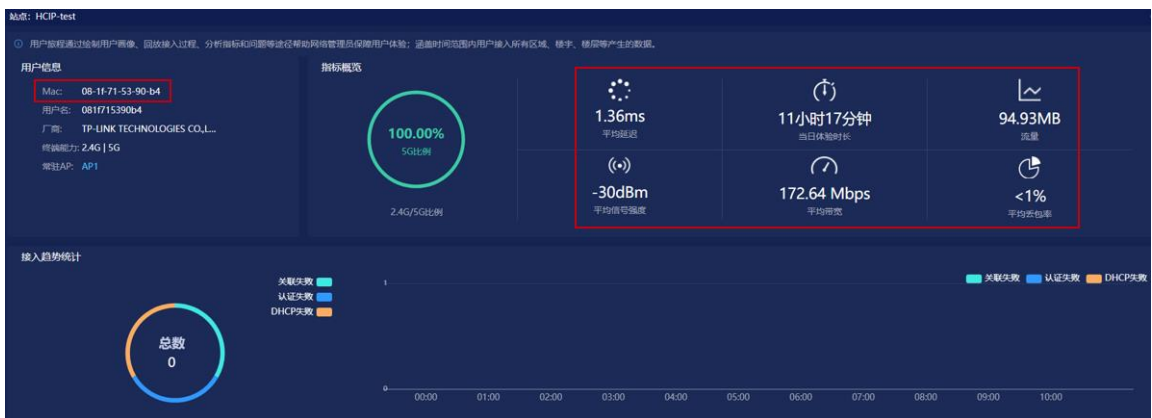 站点: HCIP-test
用户旅程通过绘制用户画像、回放接入过程、分析指标和问题等途径帮助网络管理员保障用户体验; 涵盖时间范围内用户接入所有区域、楼宇、楼层等产生的数据。
用户信息
Mac: 08-1f-71-53-90-b4
用户名: 081f715390b4
厂商: TP-LINK TECHNOLOGIES CO.,L...
终端能力: 2.4G | 5G
常驻AP: AP1
指标概览
100.00%
5G比例
2.4G/5G比例
1.36ms
平均延迟
11小时17分钟
当日体验时长
94.93MB
流量
-30dBm
平均信号强度
172.64 Mbps
平均带宽
<1%
平均丢包率
接入趋势统计
总数
0
关联失败
认证失败
DHCP失败
关联失败 认证失败 DHCP失败
1
0
00:00 01:00 02:00 03:00 04:00 05:00 06:00 07:00 08:00 09:00 10:00